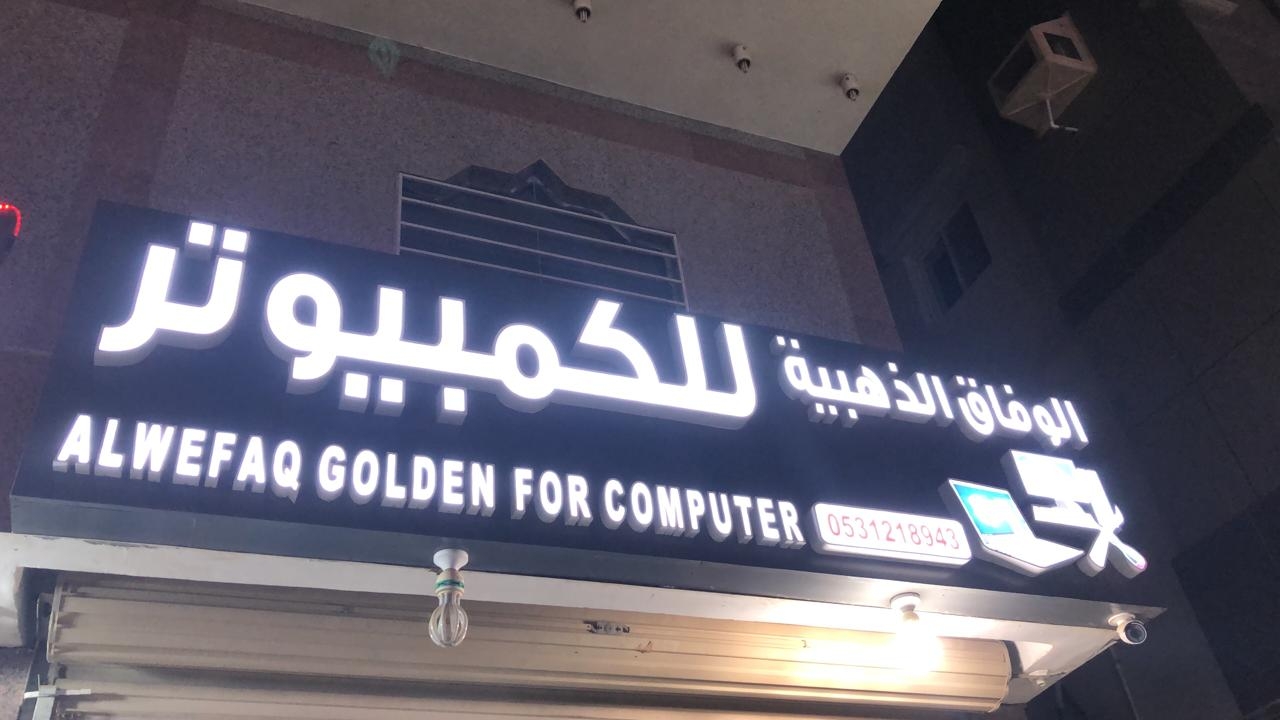 الوفاق الذهبية للكمبيوتر
ALWEFAQ GOLDEN FOR COMPUTER 0531218943